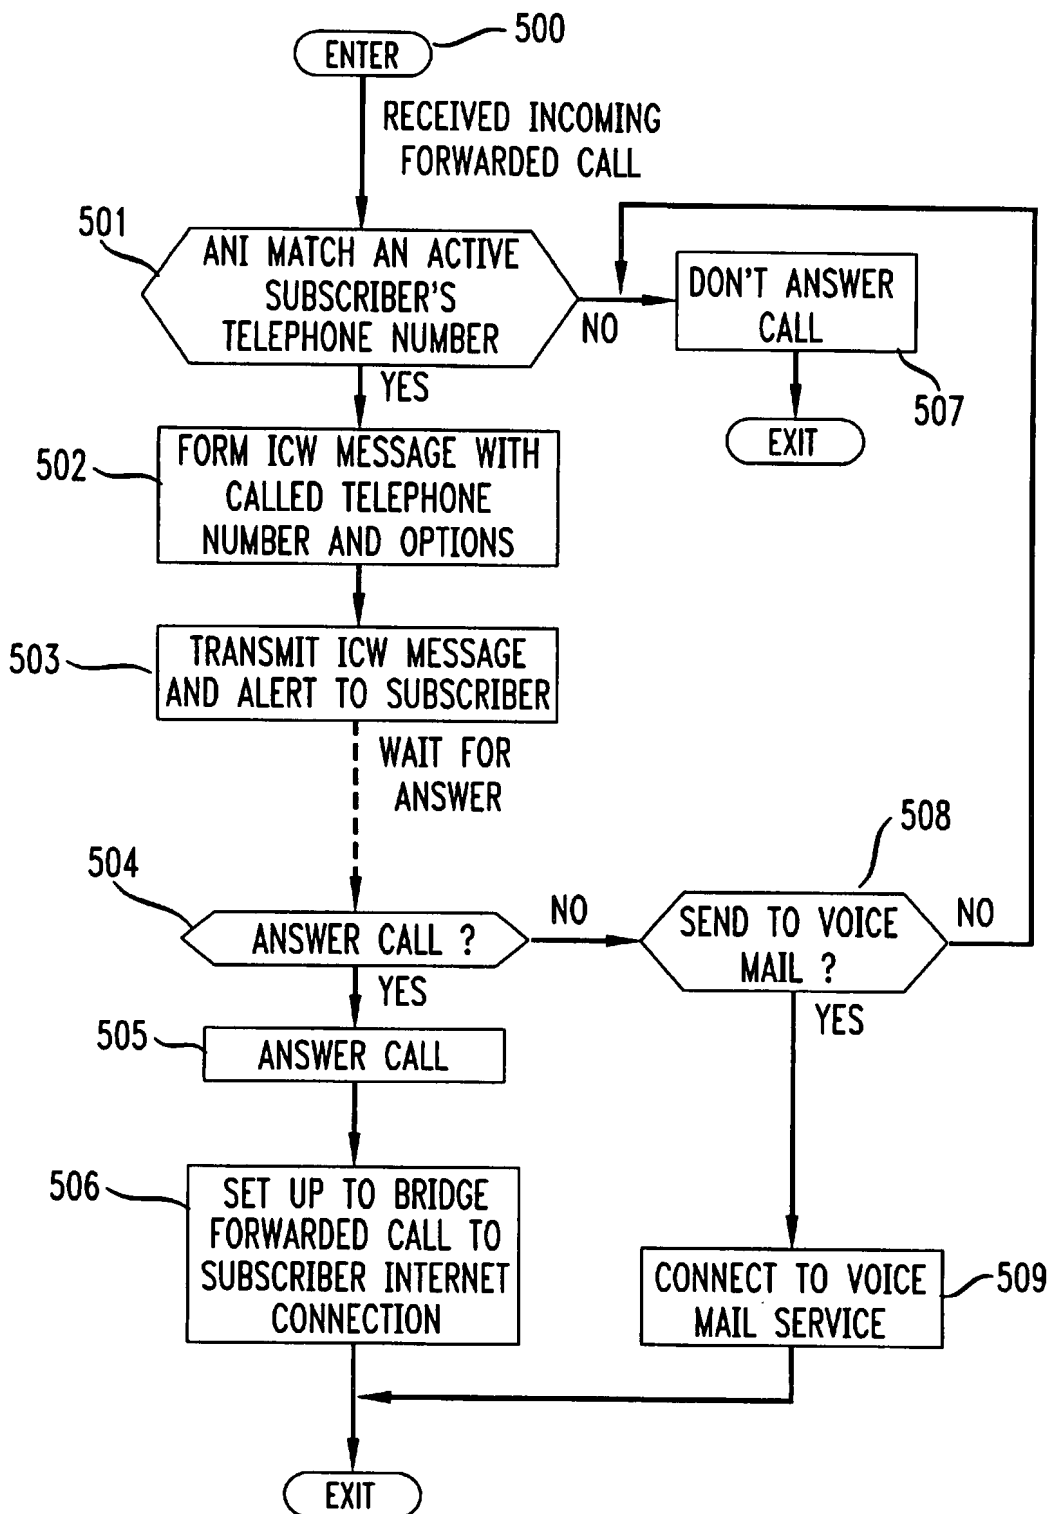 ENTER
500
RECEIVED INCOMING
FORWARDED CALL
501
ANI MATCH AN ACTIVE
SUBSCRIBER'S
TELEPHONE NUMBER
NO
DON'T ANSWER
CALL
507
EXIT
YES
502
FORM ICW MESSAGE WITH
CALLED TELEPHONE
NUMBER AND OPTIONS
503
TRANSMIT ICW MESSAGE
AND ALERT TO SUBSCRIBER
WAIT FOR
ANSWER
504
ANSWER CALL ?
NO
508
SEND TO VOICE
MAIL ?
NO
YES
YES
505
ANSWER CALL
506
SET UP TO BRIDGE
FORWARDED CALL TO
SUBSCRIBER INTERNET
CONNECTION
CONNECT TO VOICE
MAIL SERVICE
509
EXIT